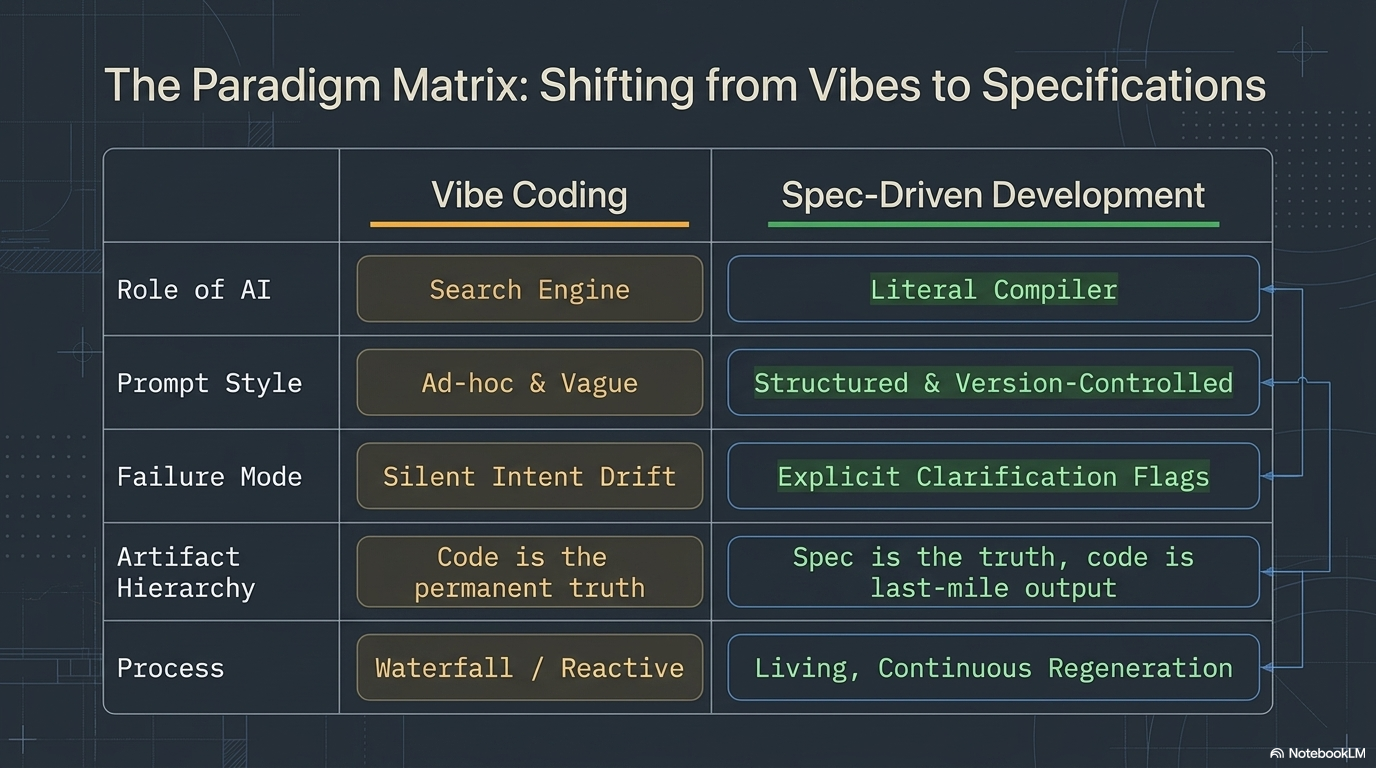 The Paradigm Matrix: Shifting from Vibes to Specifications
Vibe Coding
Spec-Driven Development
Role of AI
Search Engine
Literal Compiler
Prompt Style
Ad-hoc & Vague
Structured & Version-Controlled
Failure Mode
Silent Intent Drift
Explicit Clarification Flags
Artifact
Hierarchy
Code is the
permanent truth
Spec is the truth, code is
last-mile output
Process
Waterfall / Reactive
Living, Continuous Regeneration
NotebookLM